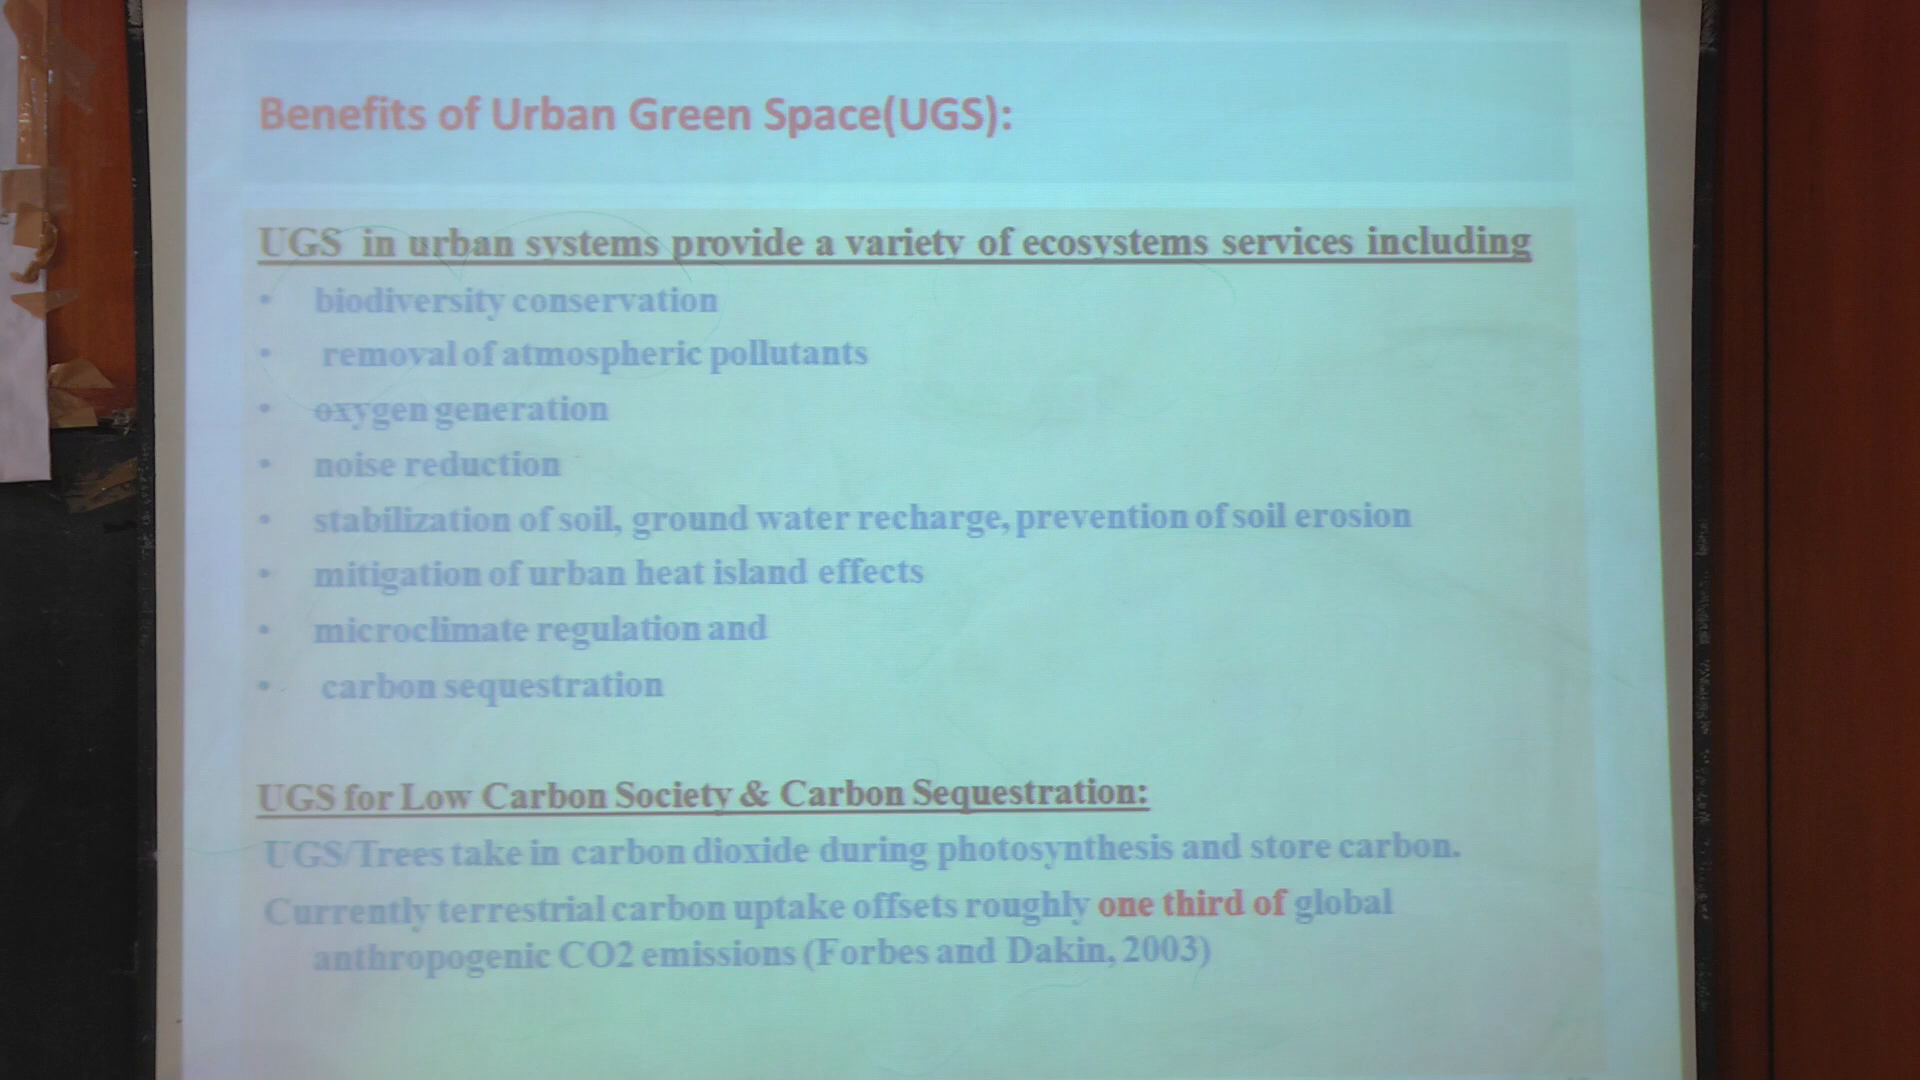 Benefits of Urban Green Space(UGS):
UGS in urban systems provide a variety of ecosystems services including
• biodiversity conservation
• removal of atmospheric pollutants
• oxygen generation
• noise reduction
• stabilization of soil, ground water recharge, prevention of soil erosion
• mitigation of urban heat island effects
• microclimate regulation and
• carbon sequestration
UGS for Low Carbon Society & Carbon Sequestration:
UGS/Trees take in carbon dioxide during photosynthesis and store carbon.
Currently terrestrial carbon uptake offsets roughly one third of global
anthropogenic CO2 emissions (Forbes and Dakin, 2003)